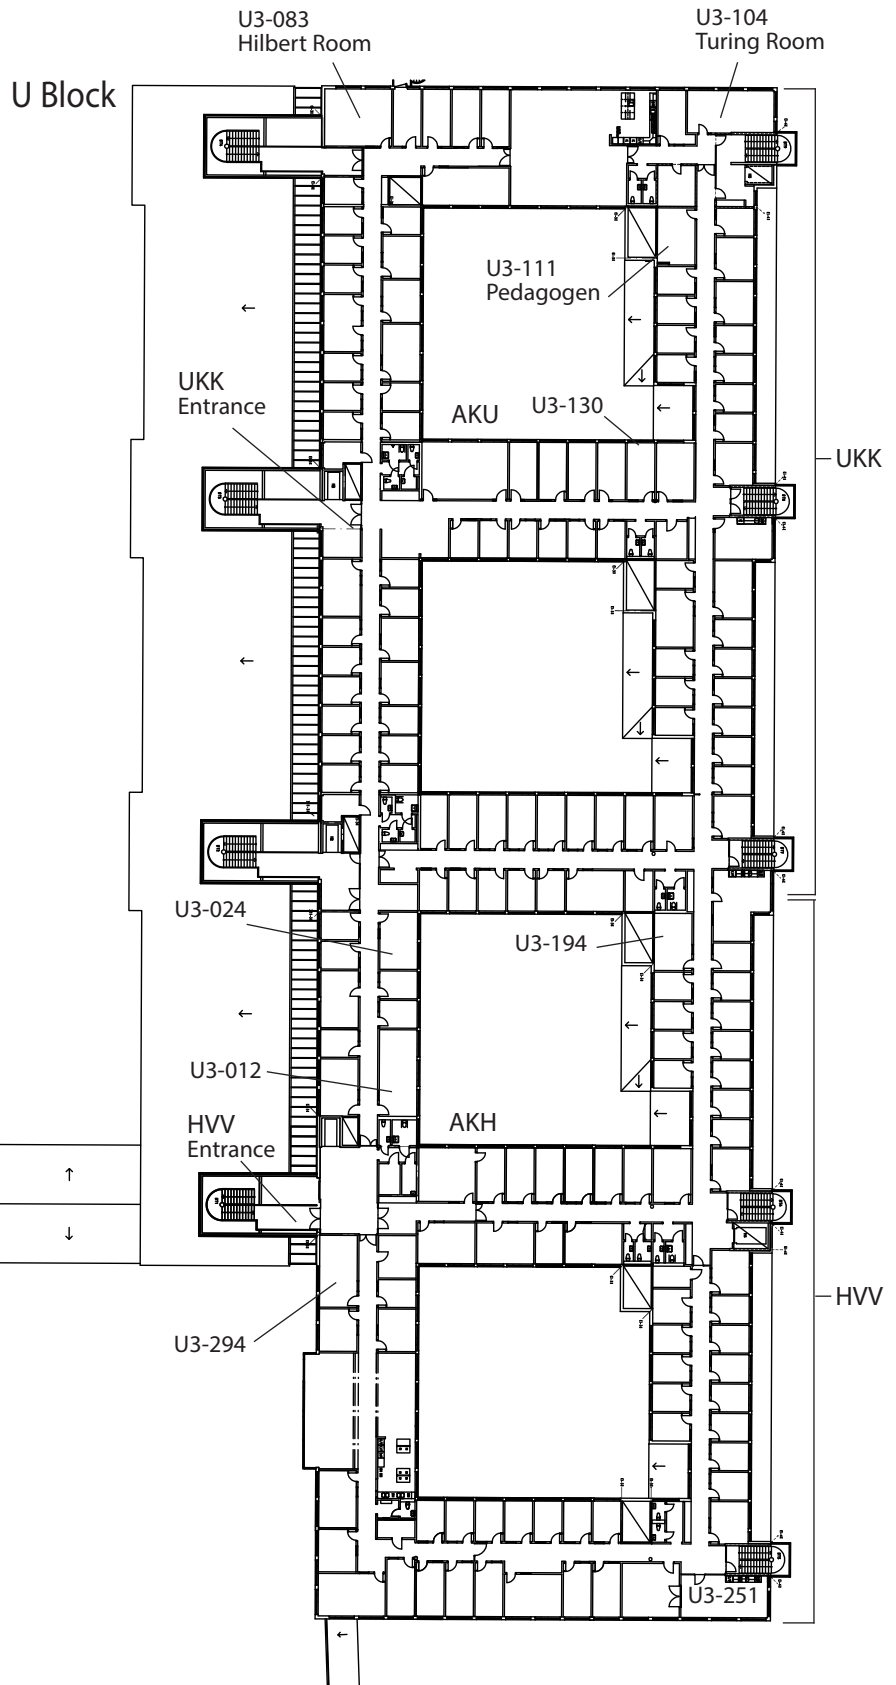 U3-083
Hilbert Room
U3-104
Turing Room
U Block
U3-111
Pedagogen
UKK
Entrance
AKU
U3-130
UKK
U3-024
U3-194
U3-012
HVV
Entrance
AKH
HVV
U3-294
U3-251